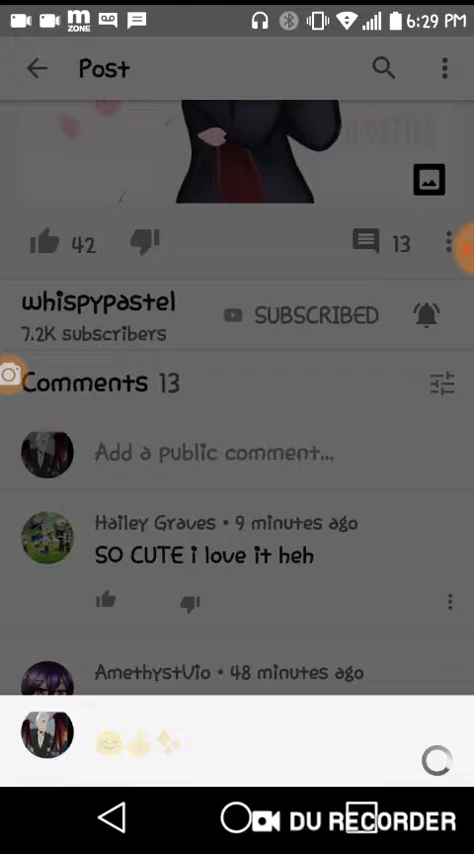 m ZONE 6:29 PM
Post
42 13
whispypastel
SUBSCRIBED
7.2K subscribers
Comments 13
Add a public comment...
Hailey Graves • 9 minutes ago
SO CUTE i love it heh
AmethystVio • 48 minutes ago
🤗👍✨
DU RECORDER